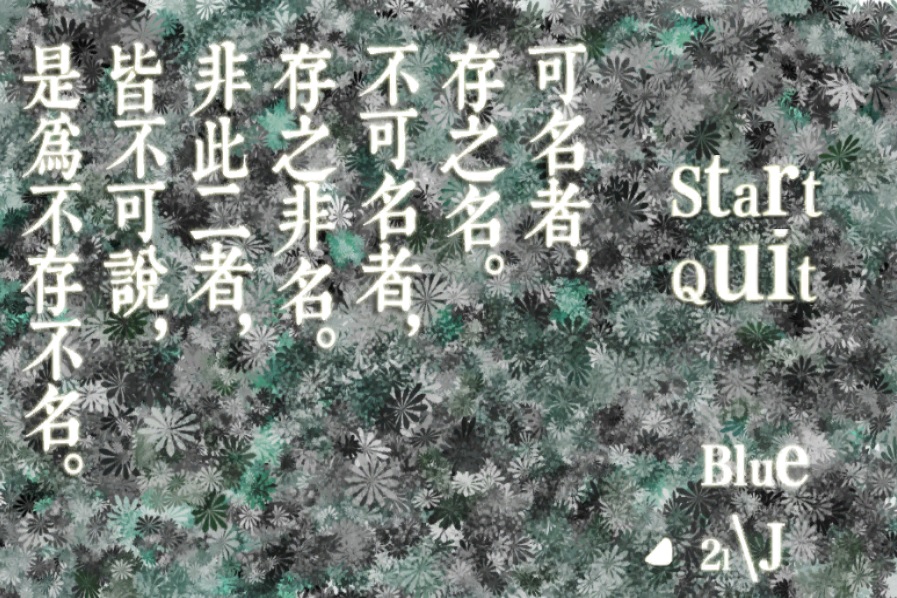 可名者，
存之名。
不可名者，
存之非名。
非此二者，
皆不可說，
是爲不存不名。
Start
Quit
Blue
21\J